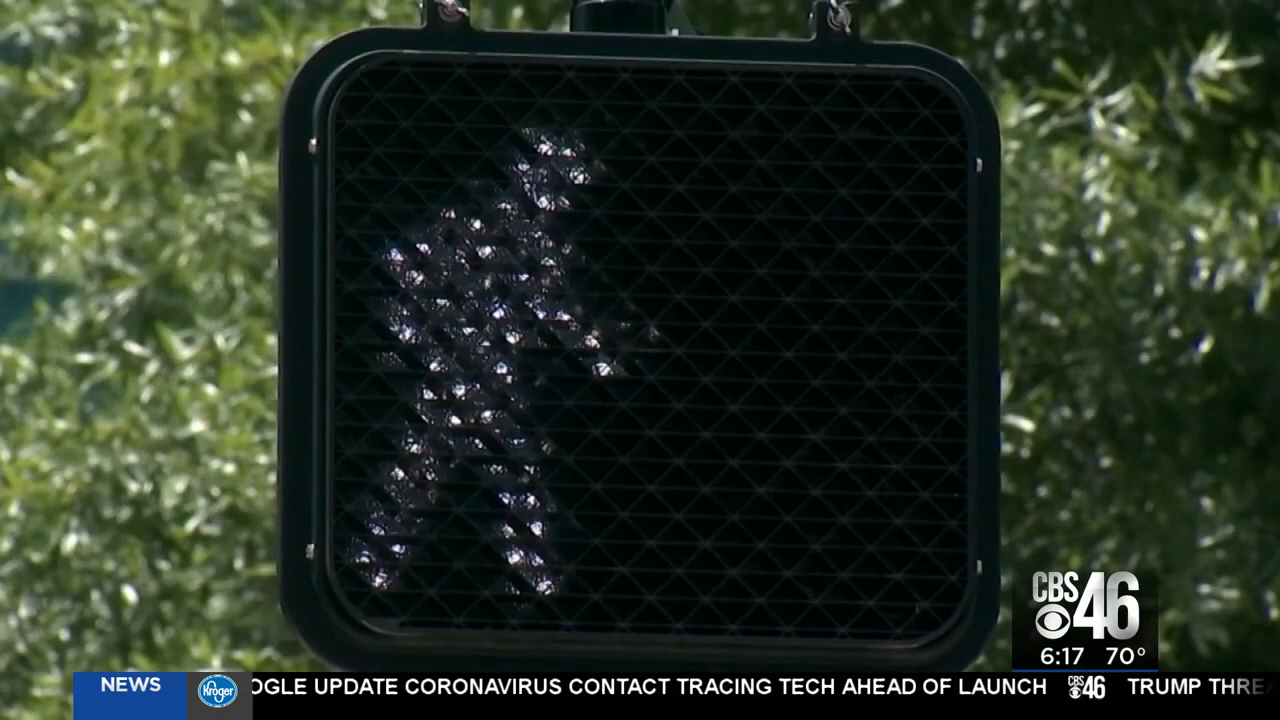 CBS 46
6:17 70°
NEWS Kroger OGLE UPDATE CORONAVIRUS CONTACT TRACING TECH AHEAD OF LAUNCH CBS 46 TRUMP THRE